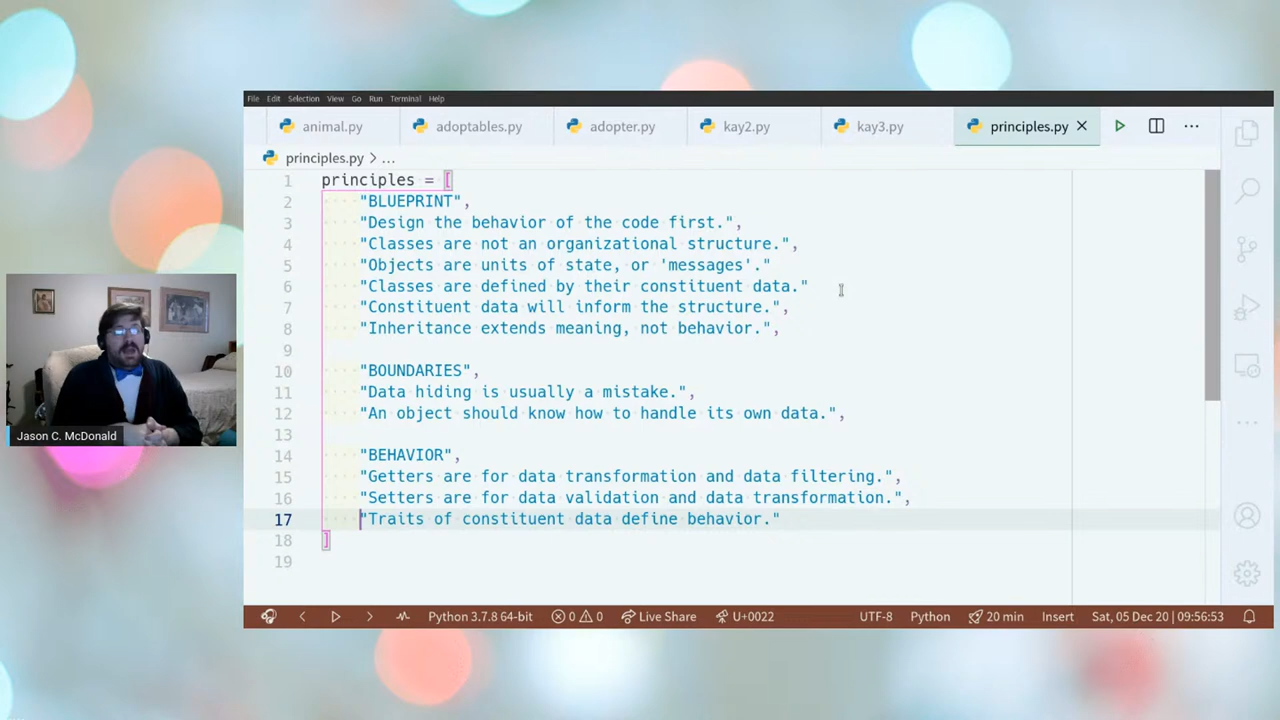 File Edit Selection View Go Run Terminal Help
animal.py adoptables.py adopter.py kay2.py kay3.py principles.py
principles.py > ...
1 principles = [
2 "BLUEPRINT",
3 "Design the behavior of the code first.",
4 "Classes are not an organizational structure.",
5 "Objects are units of state, or 'messages'."
6 "Classes are defined by their constituent data."
7 "Constituent data will inform the structure.",
8 "Inheritance extends meaning, not behavior.",
9
10 "BOUNDARIES",
11 "Data hiding is usually a mistake.",
12 "An object should know how to handle its own data.",
13
14 "BEHAVIOR",
15 "Getters are for data transformation and data filtering.",
16 "Setters are for data validation and data transformation.",
17 "Traits of constituent data define behavior."
18 ]
19
Jason C. McDonald
Python 3.7.8 64-bit 0 0 Live Share U+0022 UTF-8 Python 20 min Insert Sat, 05 Dec 20 | 09:56:53